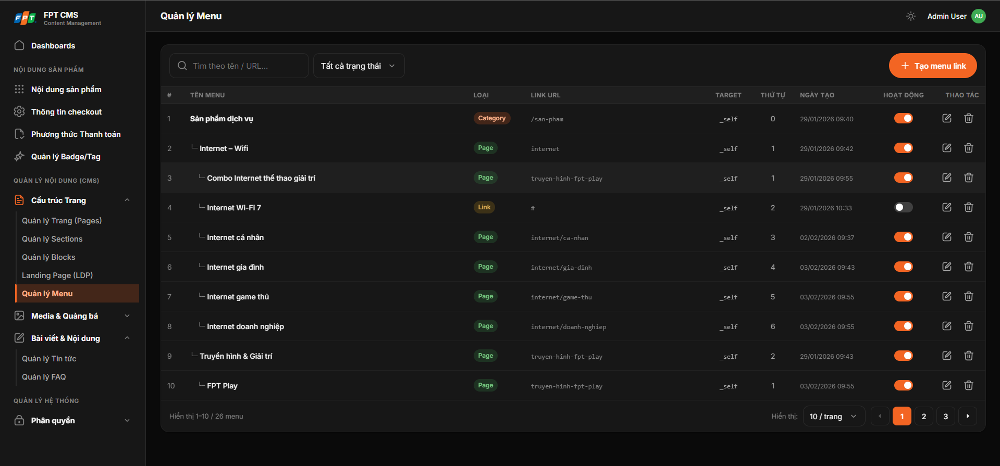 FPT
FPT CMS
Content Management
Dashboards
NỘI DUNG SẢN PHẨM
Nội dung sản phẩm
Thông tin checkout
Phương thức Thanh toán
Quản lý Badge/Tag
QUẢN LÝ NỘI DUNG (CMS)
Cấu trúc Trang
Quản lý Trang (Pages)
Quản lý Sections
Quản lý Blocks
Landing Page (LDP)
Quản lý Menu
Media & Quảng bá
Bài viết & Nội dung
Quản lý Tin tức
Quản lý FAQ
QUẢN LÝ HỆ THỐNG
Phân quyền
Quản lý Menu
Admin User AU
Tìm theo tên / URL...
Tất cả trạng thái
Tạo menu link
# TÊN MENU LOẠI LINK URL TARGET THỨ TỰ NGÀY TẠO HOẠT ĐỘNG THAO TÁC
1 Sản phẩm dịch vụ Category /san-pham _self 0 29/01/2026 09:40
2 Internet – Wifi Page internet _self 1 29/01/2026 09:42
3 Combo Internet thể thao giải trí Page truyen-hinh-fpt-play _self 1 29/01/2026 09:55
4 Internet Wi-Fi 7 Link # _self 2 29/01/2026 10:33
5 Internet cá nhân Page internet/ca-nhan _self 3 02/02/2026 09:37
6 Internet gia đình Page internet/gia-dinh _self 4 03/02/2026 09:43
7 Internet game thủ Page internet/game-thu _self 5 03/02/2026 09:55
8 Internet doanh nghiệp Page internet/doanh-nghiep _self 6 03/02/2026 09:55
9 Truyền hình & Giải trí Page truyen-hinh-fpt-play _self 2 29/01/2026 09:43
10 FPT Play Page truyen-hinh-fpt-play _self 1 03/02/2026 09:55
Hiển thị 1–10 / 26 menu
Hiển thị: 10 / trang 1 2 3